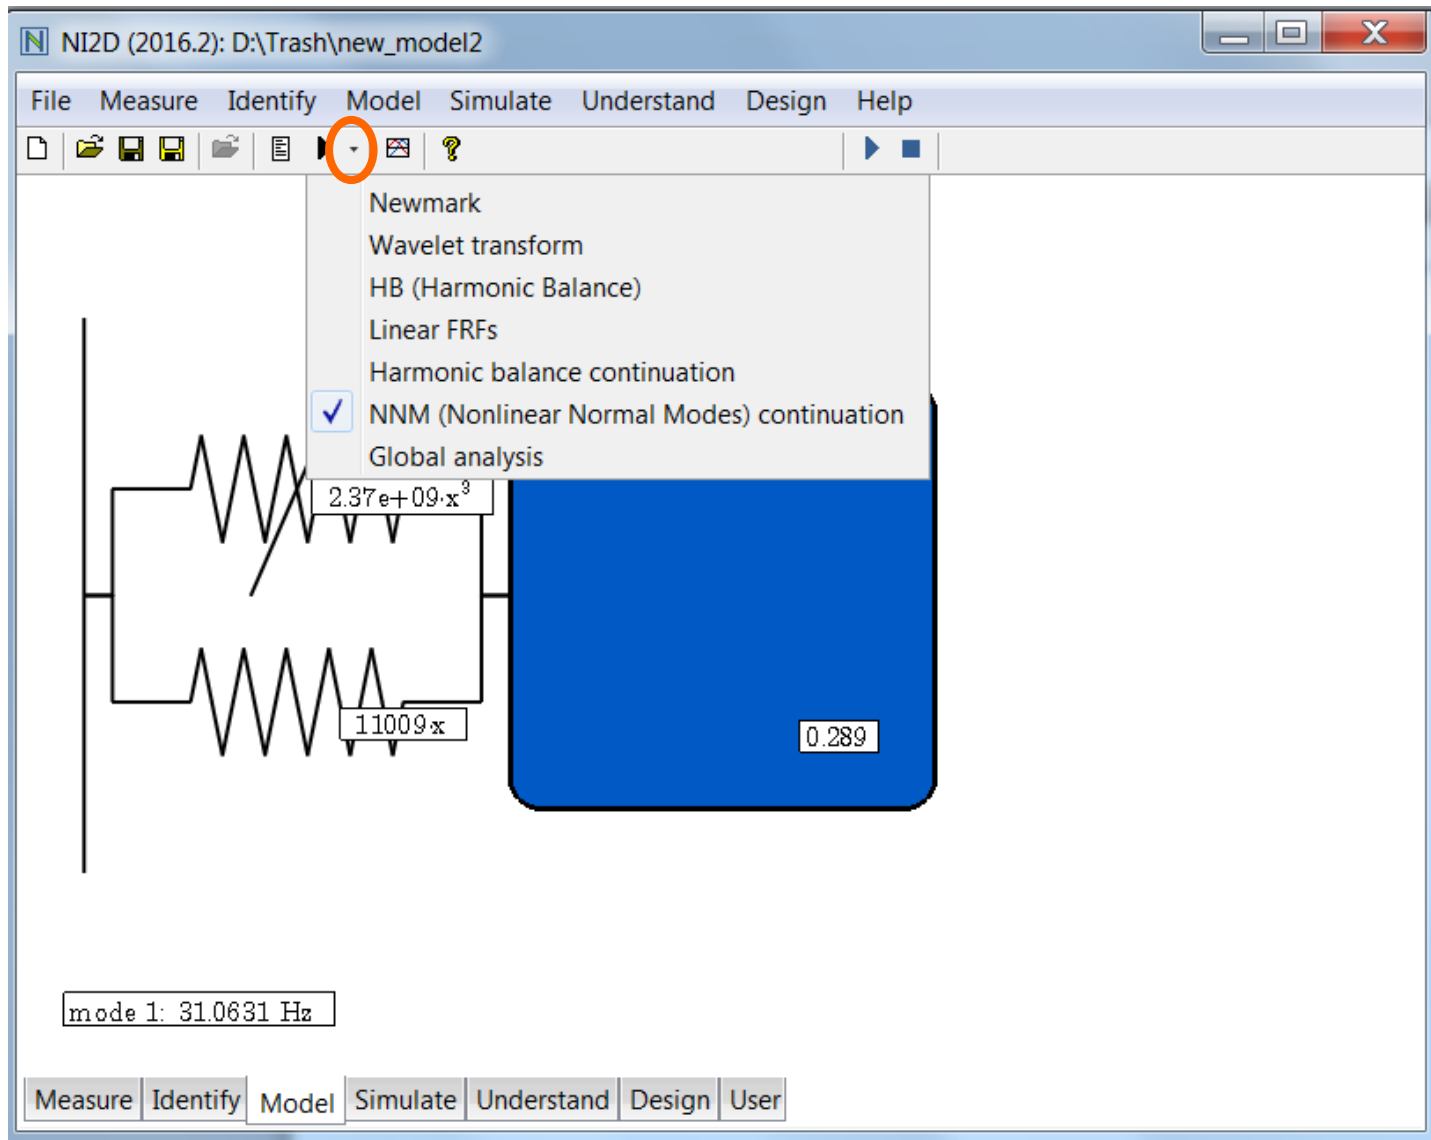 NI2D (2016.2): D:\Trash\new_model2
File Measure Identify Model Simulate Understand Design Help
Newmark
Wavelet transform
HB (Harmonic Balance)
Linear FRFs
Harmonic balance continuation
NNM (Nonlinear Normal Modes) continuation
Global analysis
2.37e+09·x³
11009·x
0.289
mode 1: 31.0631 Hz
Measure Identify Model Simulate Understand Design User